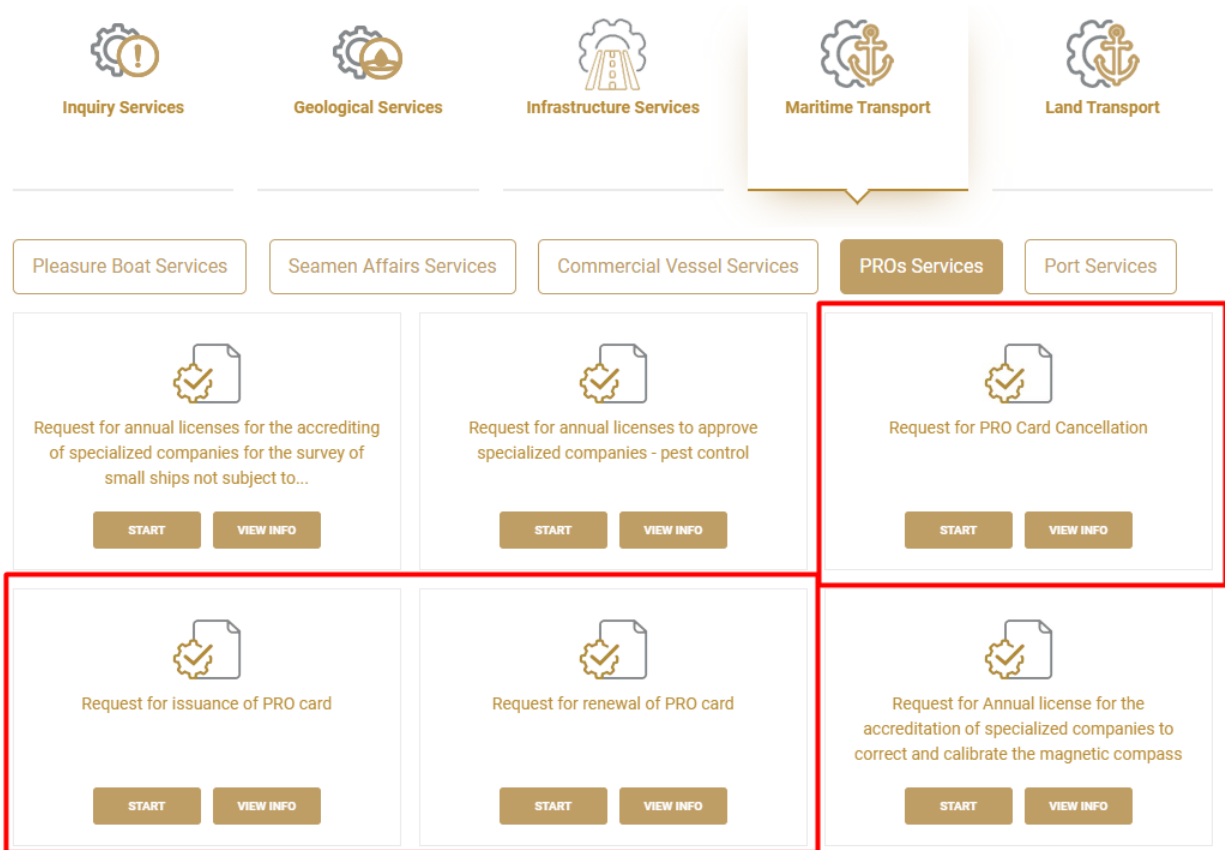 Inquiry Services
Geological Services
Infrastructure Services
Maritime Transport
Land Transport
Pleasure Boat Services
Seamen Affairs Services
Commercial Vessel Services
PROs Services
Port Services
Request for annual licenses for the accrediting
of specialized companies for the survey of
small ships not subject to...
START
VIEW INFO
Request for annual licenses to approve
specialized companies - pest control
START
VIEW INFO
Request for PRO Card Cancellation
START
VIEW INFO
Request for issuance of PRO card
START
VIEW INFO
Request for renewal of PRO card
START
VIEW INFO
Request for Annual license for the
accreditation of specialized companies to
correct and calibrate the magnetic compass
START
VIEW INFO